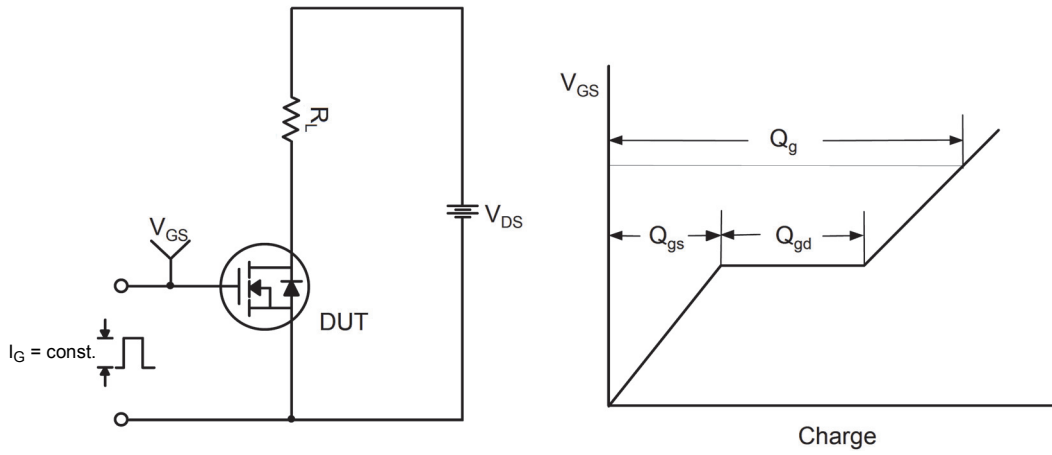 R_L
V_GS
V_DS
DUT
I_G = const.
V_GS
Q_g
Q_gs
Q_gd
Charge